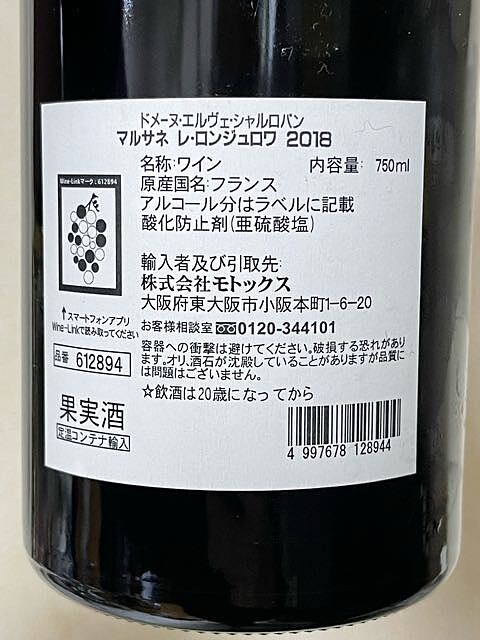 ドメーヌ・エルヴェ・シャルロパン
マルサネ レ・ロンジュロワ 2018
名称:ワイン 内容量: 750ml
原産国名:フランス
アルコール分はラベルに記載
酸化防止剤(亜硫酸塩)
輸入者及び引取先:
株式会社モトックス
大阪府東大阪市小阪本町1-6-20
お客様相談室 0120-344101
容器への衝撃は避けてください。破損する恐れがあり
ます。オリ、酒石が沈殿していることがありますが品質に
は問題はございません。
☆飲酒は20歳になってから
Wine-Linkマーク:612894
↑スマートフォンアプリ
Wine-Linkで読み取ってください
品番 612894
果実酒
定温コンテナ輸入
4 997678 128944